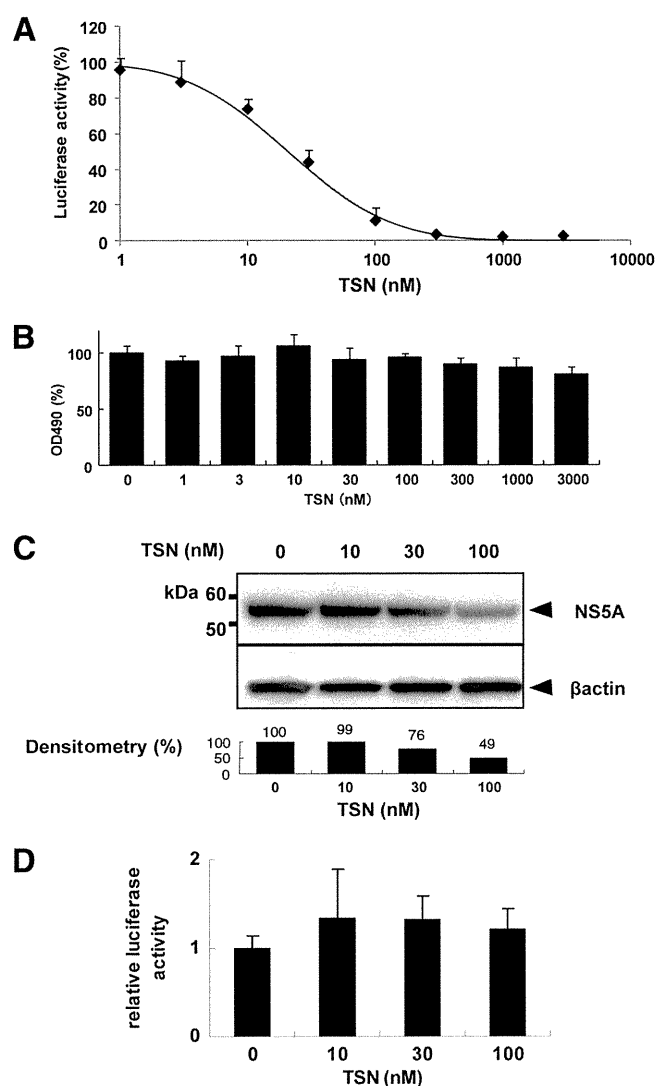 A
Luciferase activity(%)
120
100
80
60
40
20
0
1 10 100 1000 10000
TSN (nM)
B
OD490 (%)
100
50
0
0 1 3 10 30 100 300 1000 3000
TSN (nM)
C
TSN (nM) 0 10 30 100
kDa 60
50
NS5A
βactin
Densitometry (%)
100
50
0
100 99 76 49
0 10 30 100
TSN (nM)
D
relative luciferase
activity
2
1
0
0 10 30 100
TSN (nM)